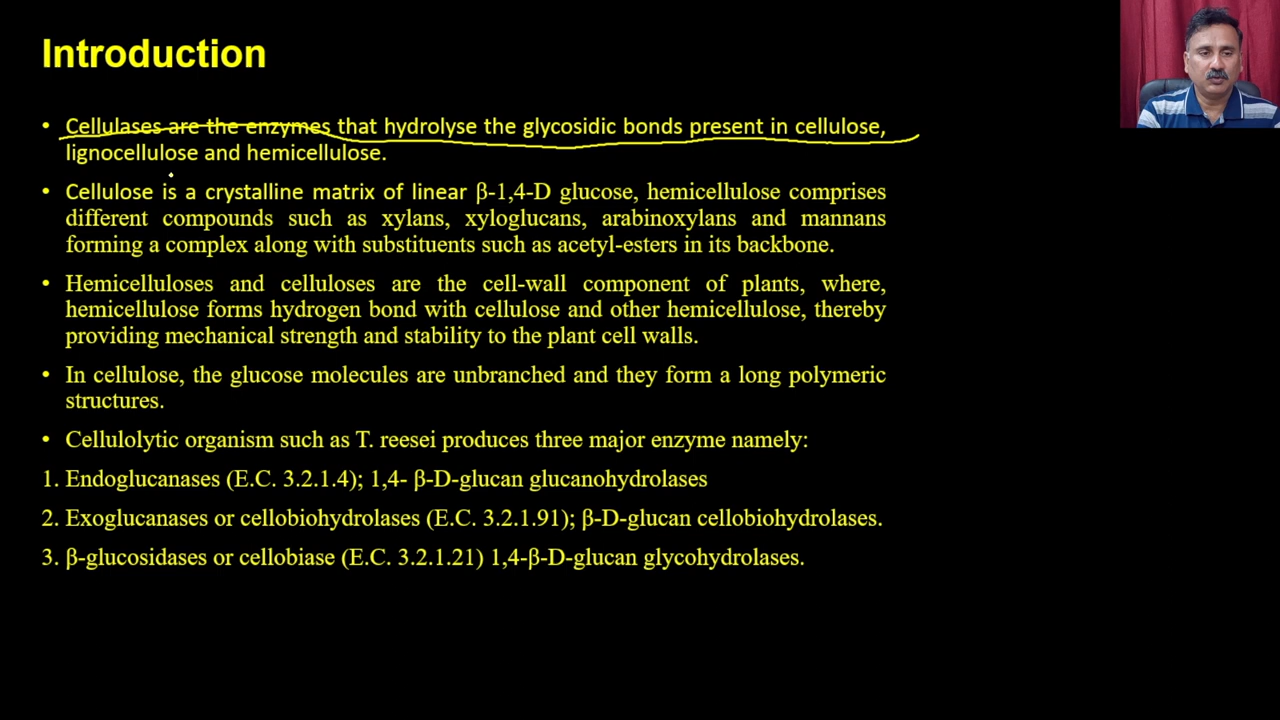 Introduction
• Cellulases are the enzymes that hydrolyse the glycosidic bonds present in cellulose,
lignocellulose and hemicellulose.
• Cellulose is a crystalline matrix of linear β-1,4-D glucose, hemicellulose comprises
different compounds such as xylans, xyloglucans, arabinoxylans and mannans
forming a complex along with substituents such as acetyl-esters in its backbone.
• Hemicelluloses and celluloses are the cell-wall component of plants, where,
hemicellulose forms hydrogen bond with cellulose and other hemicellulose, thereby
providing mechanical strength and stability to the plant cell walls.
• In cellulose, the glucose molecules are unbranched and they form a long polymeric
structures.
• Cellulolytic organism such as T. reesei produces three major enzyme namely:
1. Endoglucanases (E.C. 3.2.1.4); 1,4- β-D-glucan glucanohydrolases
2. Exoglucanases or cellobiohydrolases (E.C. 3.2.1.91); β-D-glucan cellobiohydrolases.
3. β-glucosidases or cellobiase (E.C. 3.2.1.21) 1,4-β-D-glucan glycohydrolases.